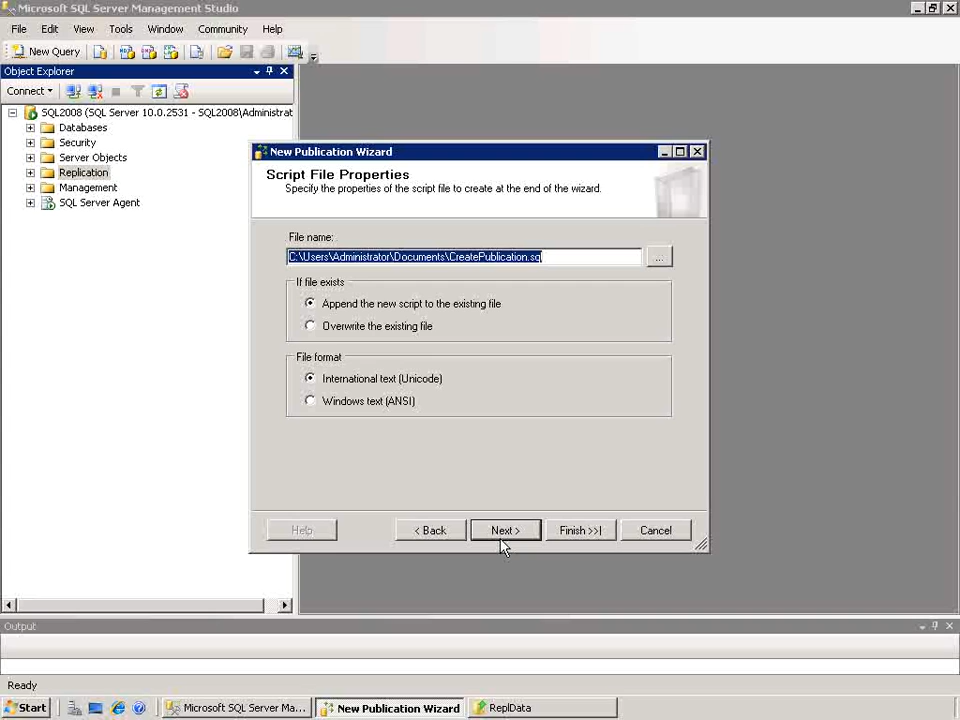 Microsoft SQL Server Management Studio
File Edit View Tools Window Community Help
New Query
Object Explorer
Connect
SQL2008 (SQL Server 10.0.2531 - SQL2008\Administrat
Databases
Security
Server Objects
Replication
Management
SQL Server Agent
New Publication Wizard
Script File Properties
Specify the properties of the script file to create at the end of the wizard.
File name:
C:\Users\Administrator\Documents\CreatePublication.sql
...
If file exists
Append the new script to the existing file
Overwrite the existing file
File format
International text (Unicode)
Windows text (ANSI)
Help
< Back
Next >
Finish >>|
Cancel
Output
Ready
Start
Microsoft SQL Server Ma...
New Publication Wizard
ReplData